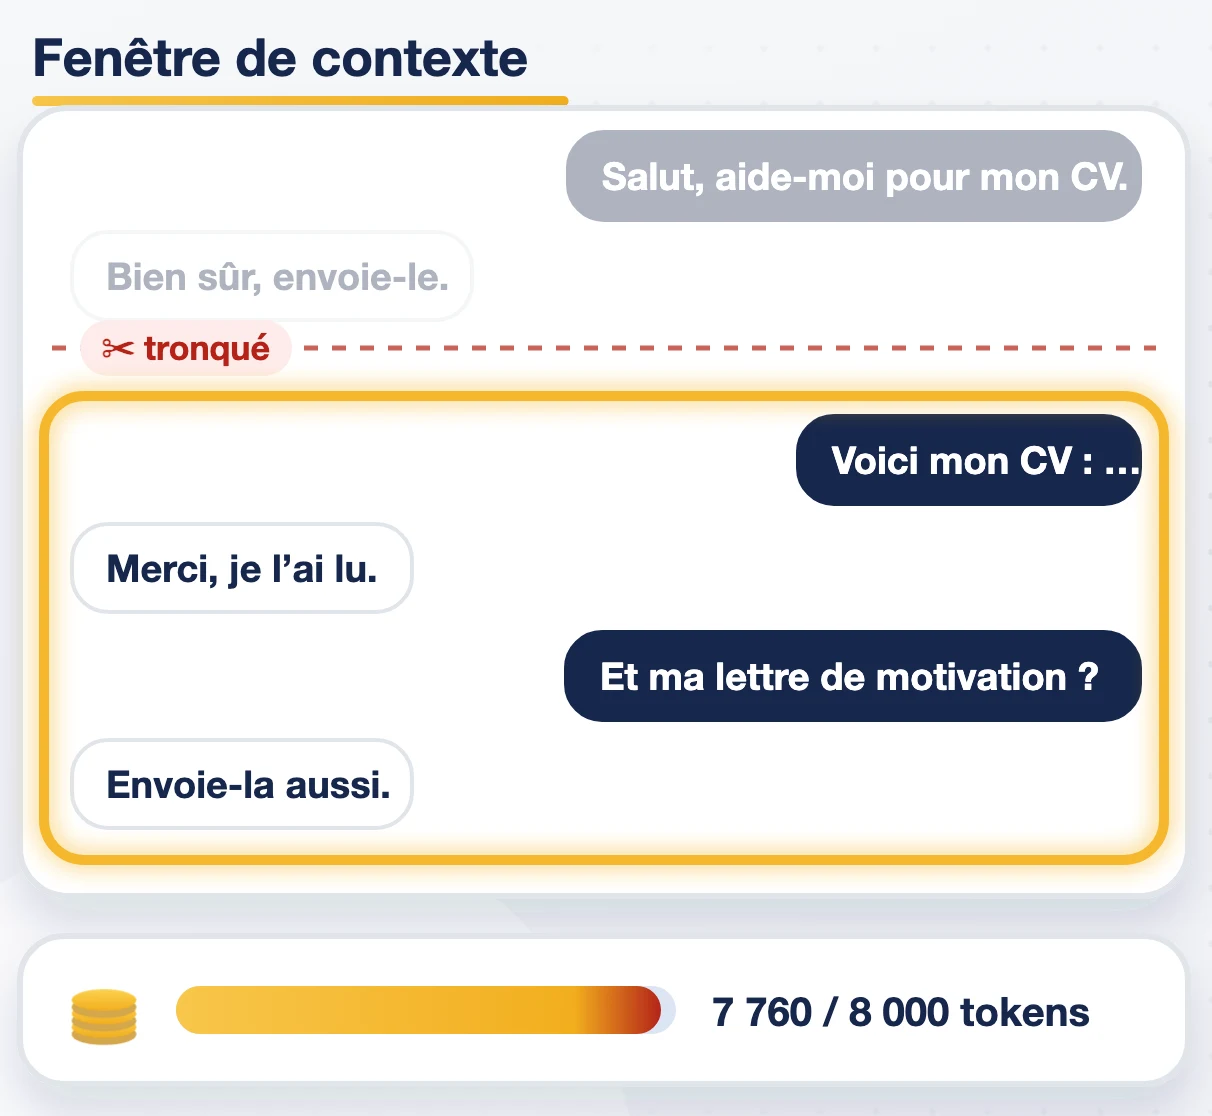 Fenêtre de contexte
Salut, aide-moi pour mon CV.
Bien sûr, envoie-le.
✂ tronqué
Voici mon CV : …
Merci, je l’ai lu.
Et ma lettre de motivation ?
Envoie-la aussi.
7 760 / 8 000 tokens